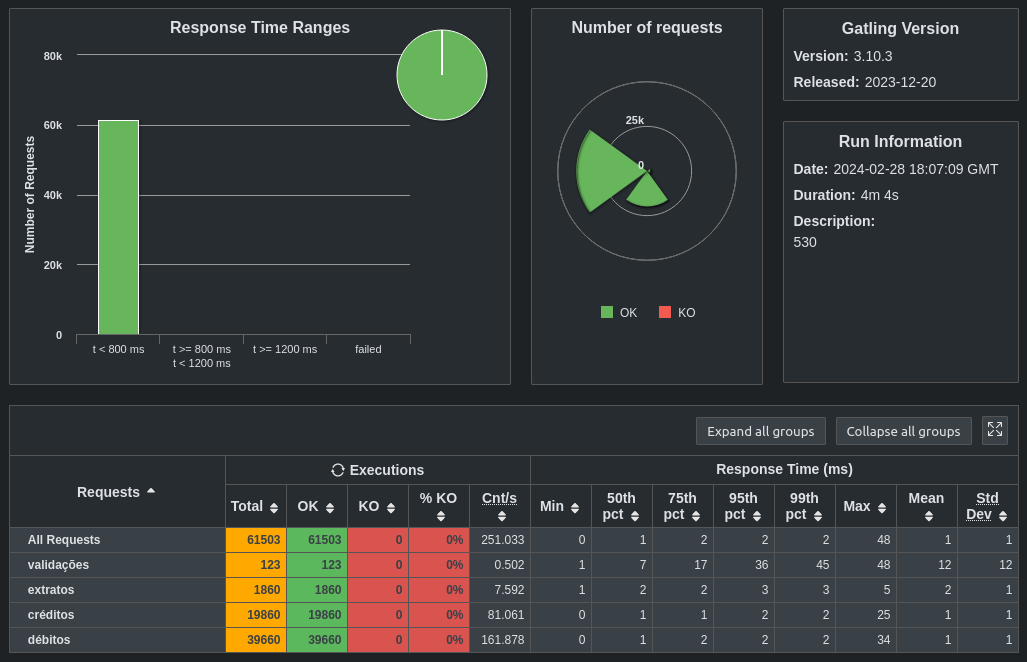 Response Time Ranges
Number of Requests
80k
60k
40k
20k
0
t < 800 ms
t >= 800 ms
t < 1200 ms
t >= 1200 ms
failed
Number of requests
25k
0
OK
KO
Gatling Version
Version: 3.10.3
Released: 2023-12-20
Run Information
Date: 2024-02-28 18:07:09 GMT
Duration: 4m 4s
Description:
530
Expand all groups Collapse all groups
Requests Executions Response Time (ms)
Total OK KO % KO Cnt/s Min 50th pct 75th pct 95th pct 99th pct Max Mean Std Dev
All Requests 61503 61503 0 0% 251.033 0 1 2 2 2 48 1 1
validações 123 123 0 0% 0.502 1 7 17 36 45 48 12 12
extratos 1860 1860 0 0% 7.592 1 2 2 3 3 5 2 1
créditos 19860 19860 0 0% 81.061 0 1 1 2 2 25 1 1
débitos 39660 39660 0 0% 161.878 0 1 2 2 2 34 1 1